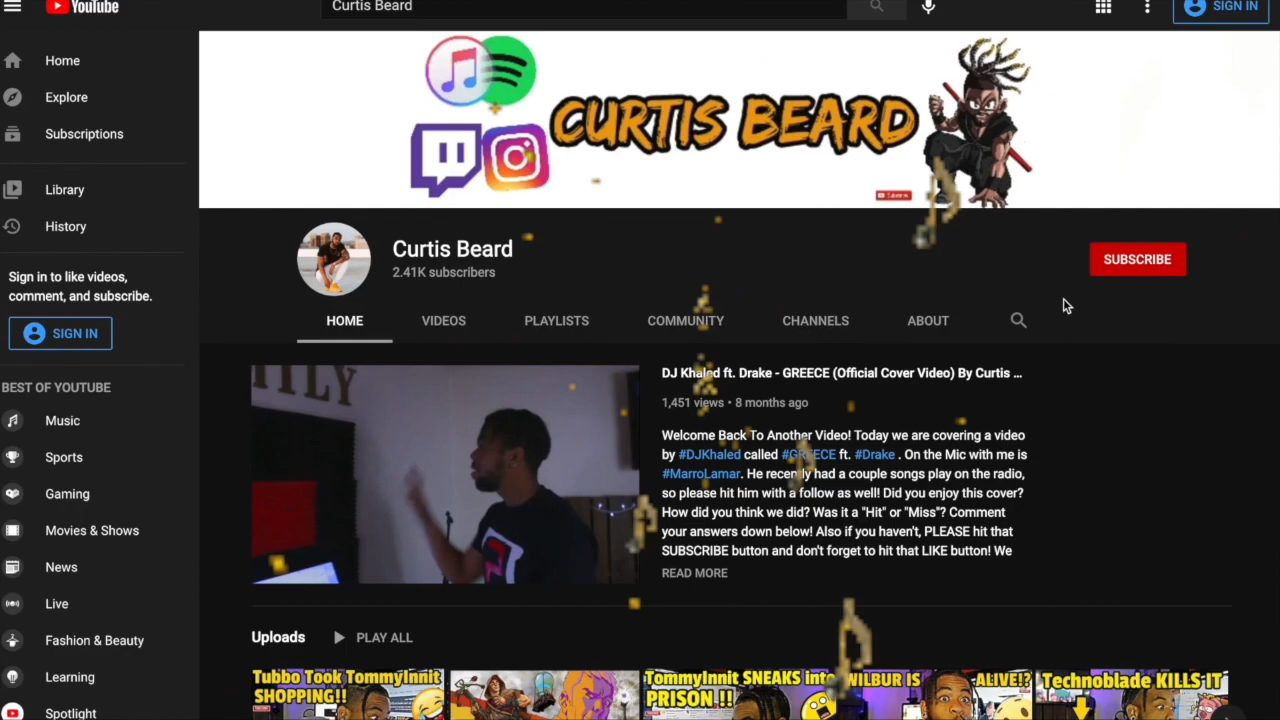 YouTube
Curtis Beard
SIGN IN
Home
Explore
Subscriptions
Library
History
Sign in to like videos,
comment, and subscribe.
SIGN IN
BEST OF YOUTUBE
Music
Sports
Gaming
Movies & Shows
News
Live
Fashion & Beauty
Learning
Spotlight
CURTIS BEARD
Curtis Beard
2.41K subscribers
SUBSCRIBE
HOME VIDEOS PLAYLISTS COMMUNITY CHANNELS ABOUT
DJ Khaled ft. Drake - GREECE (Official Cover Video) By Curtis ...
1,451 views • 8 months ago
Welcome Back To Another Video! Today we are covering a video
by #DJKhaled called #GREECE ft. #Drake . On the Mic with me is
#MarroLamar. He recently had a couple songs play on the radio,
so please hit him with a follow as well! Did you enjoy this cover?
How did you think we did? Was it a "Hit" or "Miss"? Comment
your answers down below! Also if you haven't, PLEASE hit that
SUBSCRIBE button and don't forget to hit that LIKE button! We
READ MORE
Uploads PLAY ALL
Tubbo Took TommyInnit
SHOPPING!!
TommyInnit SNEAKS into
PRISON!!
WILBUR IS ALIVE!?
Technoblade KILLS IT